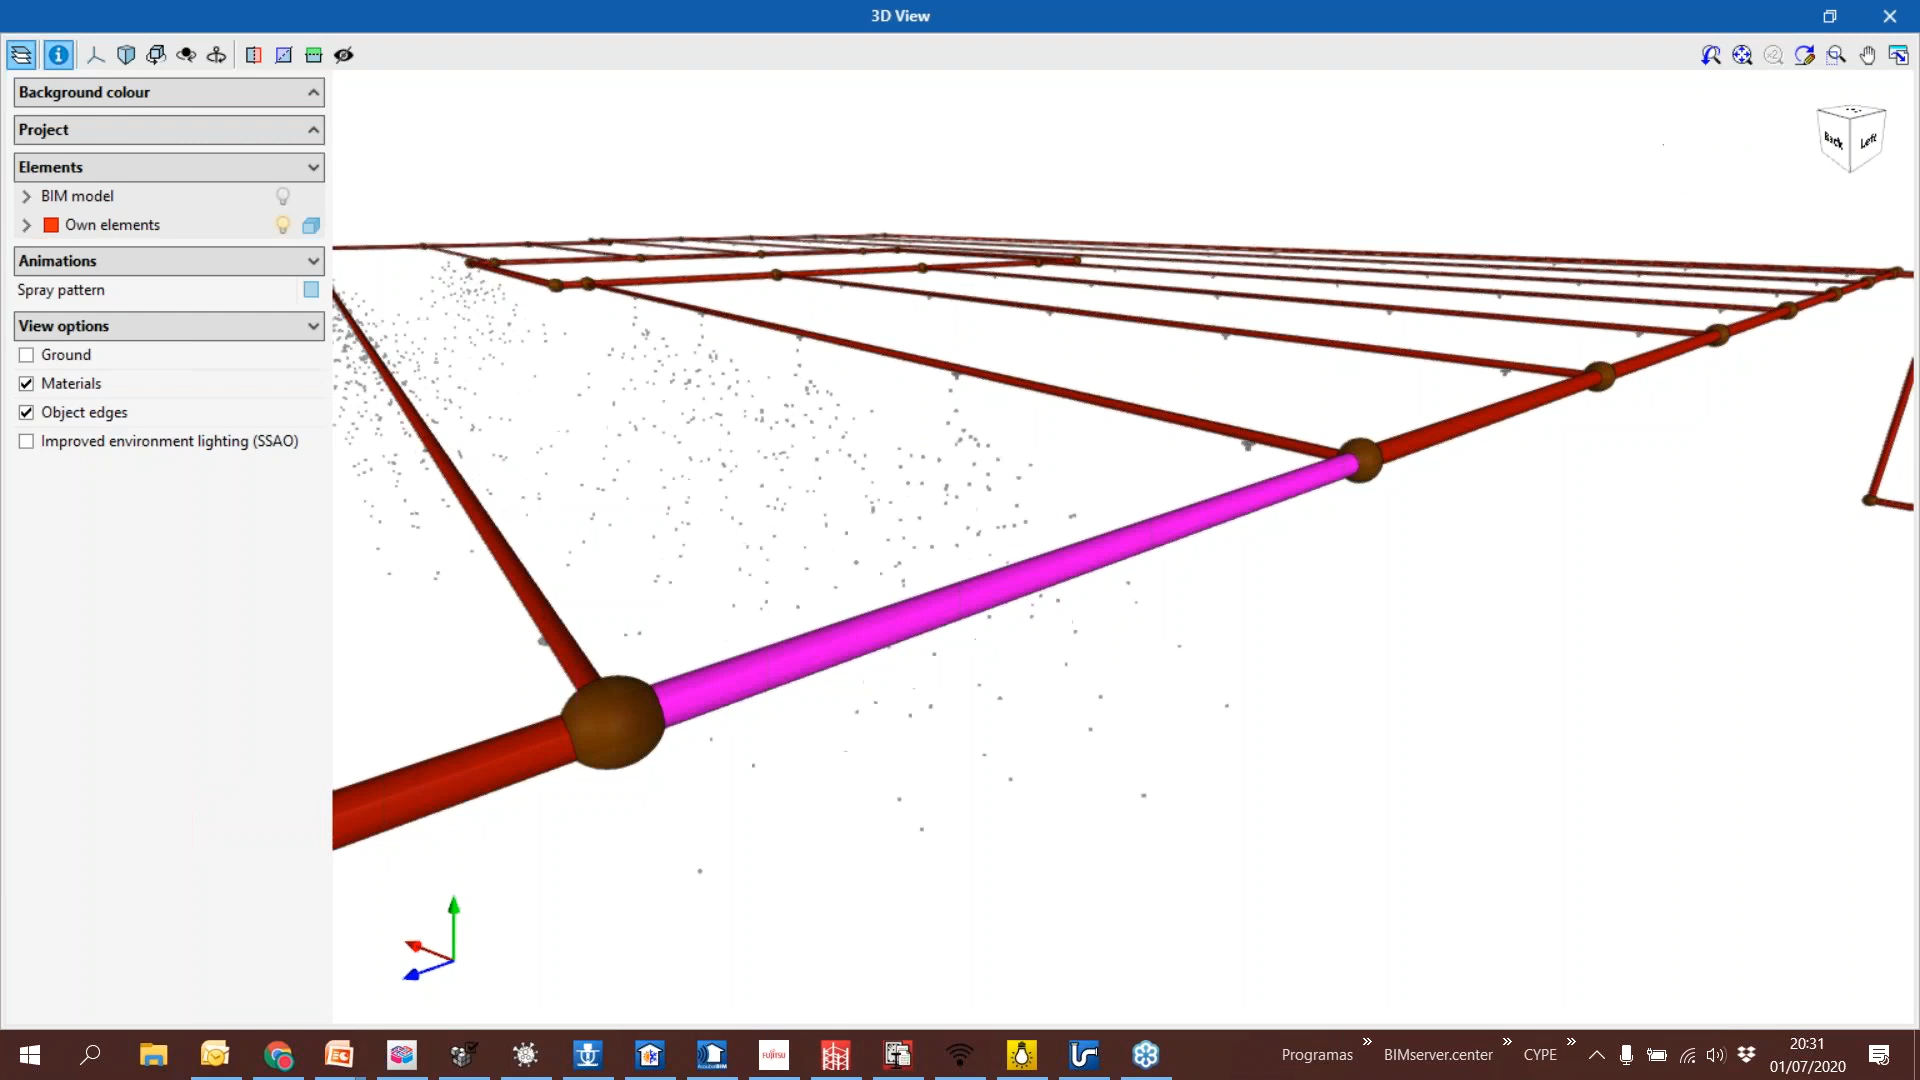 3D View
Background colour
Project
Elements
BIM model
Own elements
Animations
Spray pattern
View options
Ground
Materials
Object edges
Improved environment lighting (SSAO)
Back
Left
FUJITSU
Programas
BIMserver.center
CYPE
20:31
01/07/2020